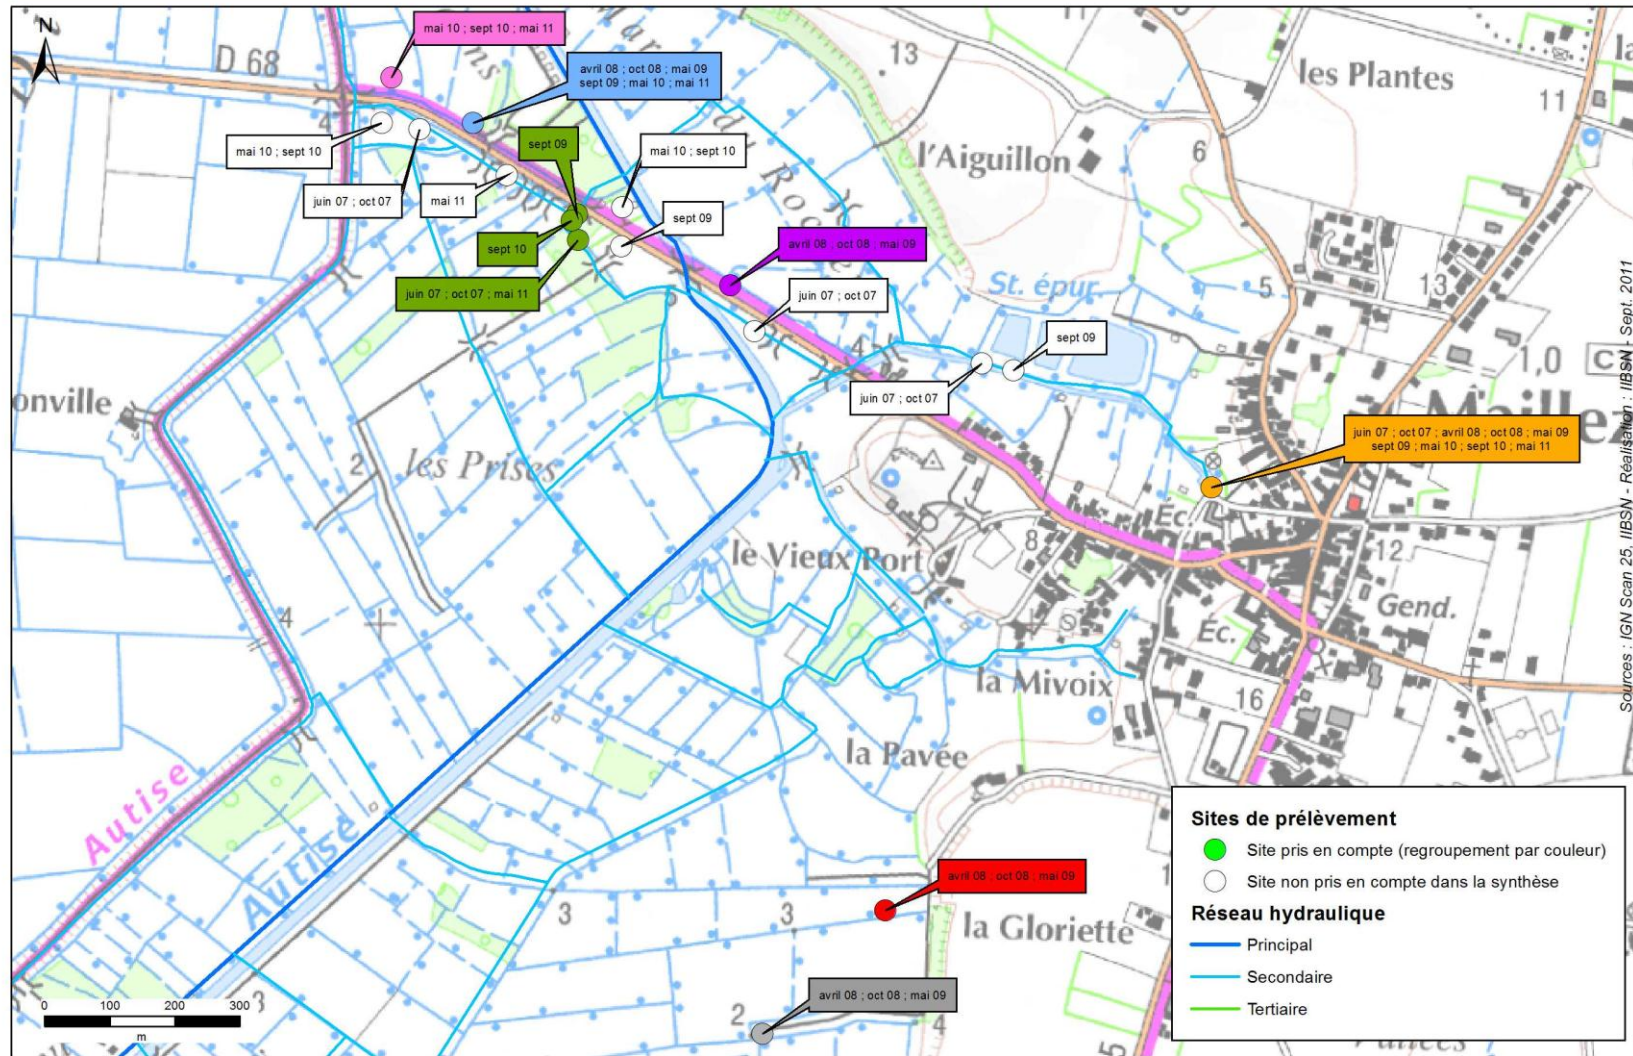 N
D 68
mai 10 ; sept 10 ; mai 11
avril 08 ; oct 08 ; mai 09
sept 09 ; mai 10 ; mai 11
13
11
les Plantes
11
4
mai 10 ; sept 10
sept 09
mai 10 ; sept 10
l'Aiguillon
6
juin 07 ; oct 07
mai 11
sept 09
sept 10
avril 08 ; oct 08 ; mai 09
juin 07 ; oct 07 ; mai 11
St. épur.
5
13
juin 07 ; oct 07
4
sept 09
1,0
C
juin 07 ; oct 07
onville
Maillez
juin 07 ; oct 07 ; avril 08 ; oct 08 ; mai 09
sept 09 ; mai 10 ; sept 10 ; mai 11
2
les Prises
Éc.
le Vieux Port
8
12
4
Gend.
Éc.
la Mivoix
16
la Pavée
Autise
Autise
avril 08 ; oct 08 ; mai 09
3
3
la Gloriette
avril 08 ; oct 08 ; mai 09
2
4
3
5
0 100 200 300
m
Sites de prélèvement
Site pris en compte (regroupement par couleur)
Site non pris en compte dans la synthèse
Réseau hydraulique
Principal
Secondaire
Tertiaire
Sources : IGN Scan 25, IIBSN - Réalisation : IIBSN - Sept. 2011